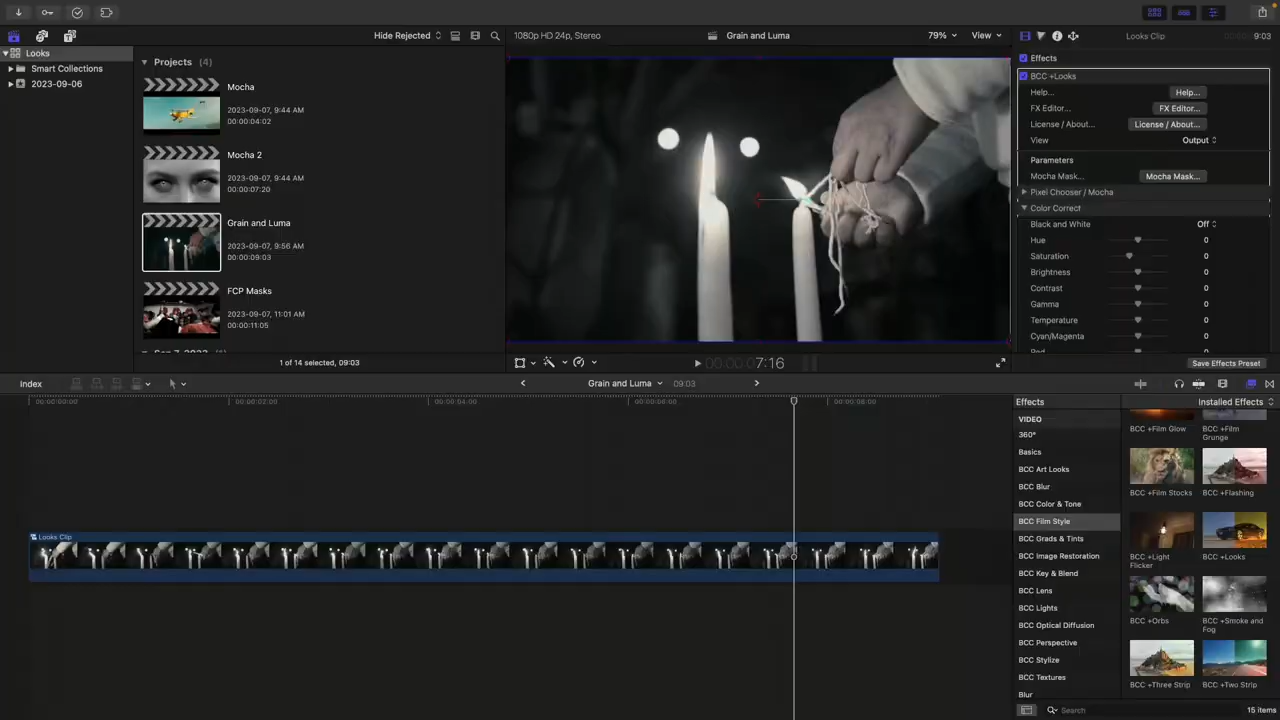 Hide Rejected
1080p HD 24p, Stereo
Grain and Luma
79%
View
Looks Clip
9:03
Looks
Smart Collections
2023-09-06
Projects (4)
Mocha
2023-09-07, 9:44 AM
00:00:04:02
Mocha 2
2023-09-07, 9:44 AM
00:00:07:20
Grain and Luma
2023-09-07, 9:56 AM
00:00:09:03
FCP Masks
2023-09-07, 11:01 AM
00:00:11:05
1 of 14 selected, 09:03
7:16
Effects
BCC +Looks
Help... Help...
FX Editor... FX Editor...
License / About... License / About...
View Output
Parameters
Mocha Mask... Mocha Mask...
Pixel Chooser / Mocha
Color Correct
Black and White Off
Hue 0
Saturation 0
Brightness 0
Contrast 0
Gamma 0
Temperature 0
Cyan/Magenta 0
Save Effects Preset
Index
Grain and Luma 09:03
00:00:00:00 00:00:02:00 00:00:04:00 00:00:06:00 00:00:08:00
Looks Clip
Effects
Installed Effects
VIDEO
360°
Basics
BCC Art Looks
BCC Blur
BCC Color & Tone
BCC Film Style
BCC Grads & Tints
BCC Image Restoration
BCC Key & Blend
BCC Lens
BCC Lights
BCC Optical Diffusion
BCC Perspective
BCC Stylize
BCC Textures
Blur
BCC +Film Glow
BCC +Film Grunge
BCC +Film Stocks
BCC +Flashing
BCC +Light Flicker
BCC +Looks
BCC +Orbs
BCC +Smoke and Fog
BCC +Three Strip
BCC +Two Strip
Search
15 items